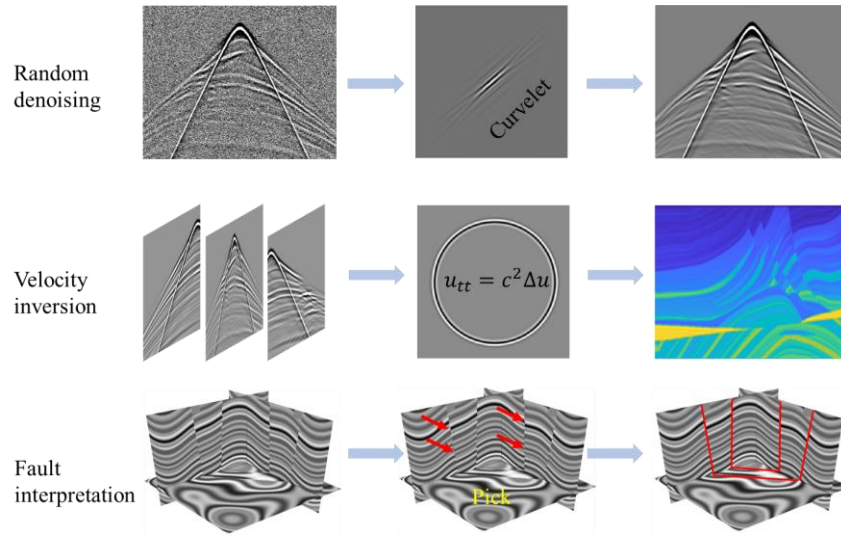 Random
denoising
Curvelet
Velocity
inversion
$u_{tt} = c^2 \Delta u$
Fault
interpretation
Pick